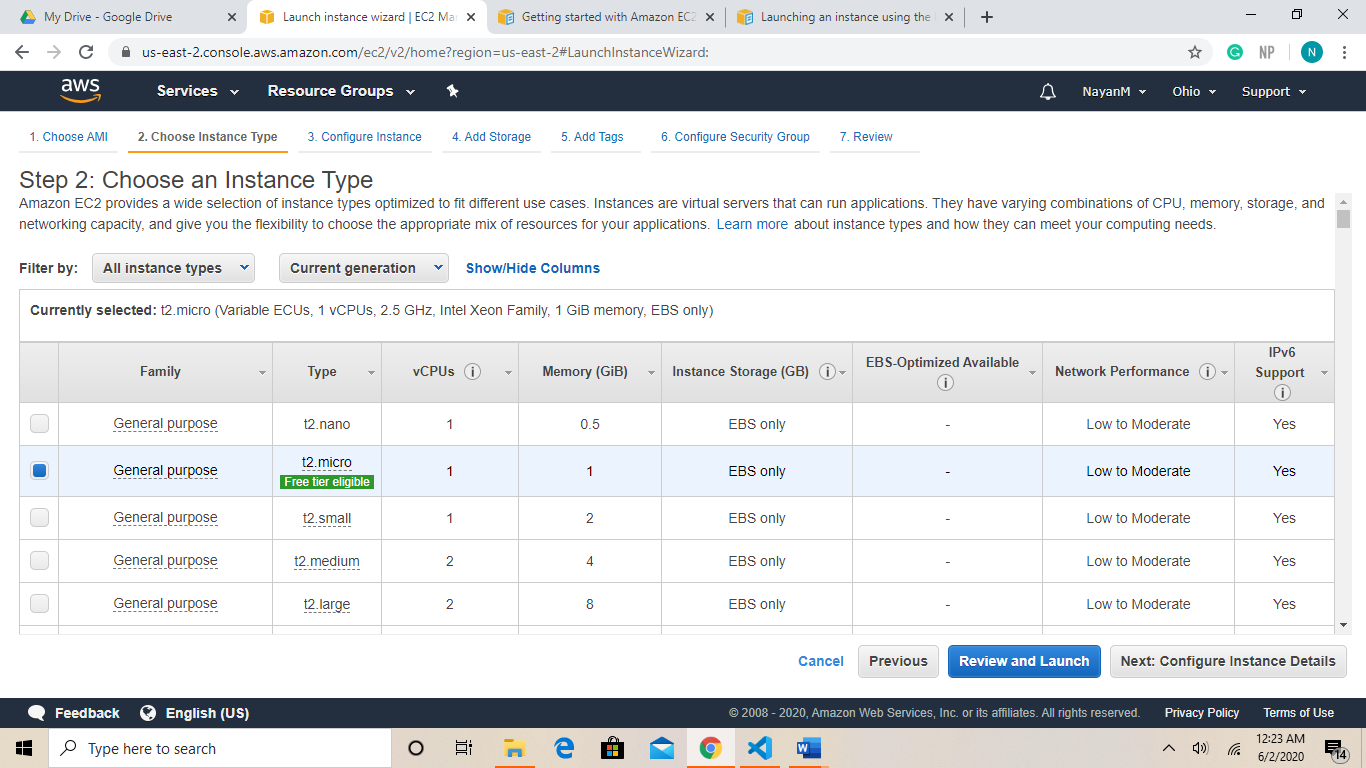 My Drive - Google Drive
Launch instance wizard | EC2 Ma
Getting started with Amazon EC2
Launching an instance using the
us-east-2.console.aws.amazon.com/ec2/v2/home?region=us-east-2#LaunchInstanceWizard:
NP
N
aws
Services
Resource Groups
NayanM
Ohio
Support
1. Choose AMI
2. Choose Instance Type
3. Configure Instance
4. Add Storage
5. Add Tags
6. Configure Security Group
7. Review
Step 2: Choose an Instance Type
Amazon EC2 provides a wide selection of instance types optimized to fit different use cases. Instances are virtual servers that can run applications. They have varying combinations of CPU, memory, storage, and
networking capacity, and give you the flexibility to choose the appropriate mix of resources for your applications. Learn more about instance types and how they can meet your computing needs.
Filter by: All instance types Current generation Show/Hide Columns
Currently selected: t2.micro (Variable ECUs, 1 vCPUs, 2.5 GHz, Intel Xeon Family, 1 GiB memory, EBS only)
Family Type vCPUs Memory (GiB) Instance Storage (GB) EBS-Optimized Available Network Performance IPv6 Support
General purpose t2.nano 1 0.5 EBS only - Low to Moderate Yes
General purpose t2.micro 1 1 EBS only - Low to Moderate Yes
Free tier eligible
General purpose t2.small 1 2 EBS only - Low to Moderate Yes
General purpose t2.medium 2 4 EBS only - Low to Moderate Yes
General purpose t2.large 2 8 EBS only - Low to Moderate Yes
Cancel Previous Review and Launch Next: Configure Instance Details
Feedback English (US) © 2008 - 2020, Amazon Web Services, Inc. or its affiliates. All rights reserved. Privacy Policy Terms of Use
Type here to search
12:23 AM
6/2/2020
14